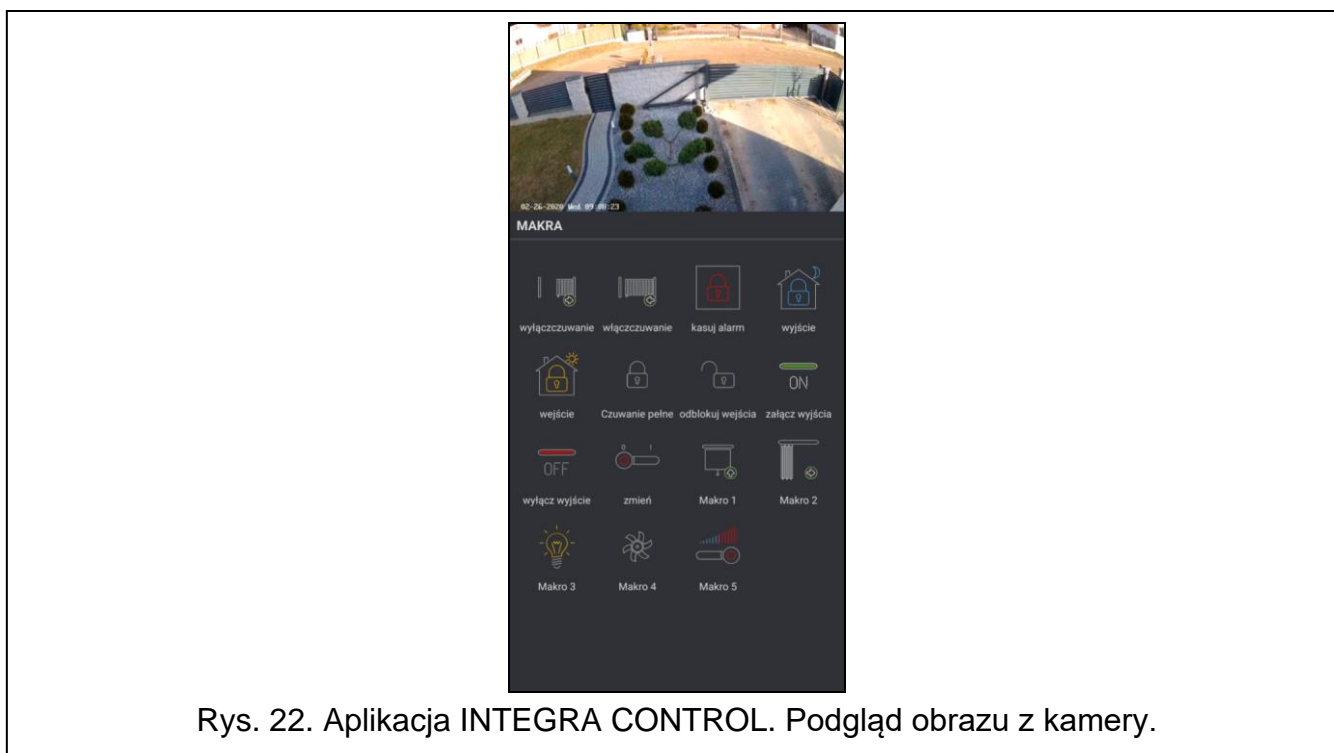 02-26-2020 Wed 09:08:23
MAKRA
wyłączczuwanie włączczuwanie kasuj alarm wyjście
wejście Czuwanie pełne odblokuj wejścia załącz wyjścia
ON
OFF
0 1
wyłącz wyjście zmień Makro 1 Makro 2
Makro 3 Makro 4 Makro 5
Rys. 22. Aplikacja INTEGRA CONTROL. Podgląd obrazu z kamery.